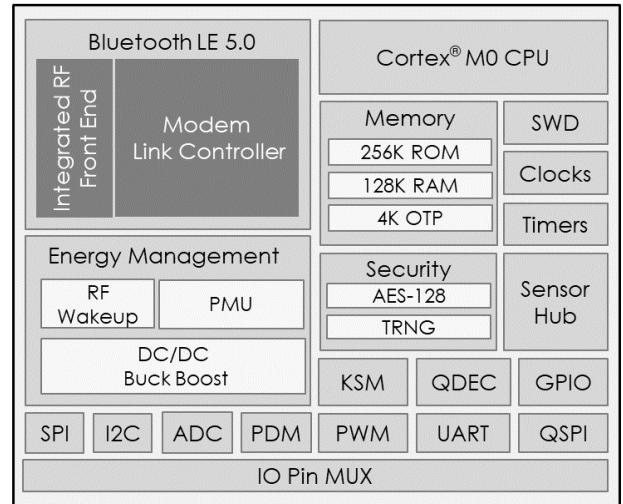 Bluetooth LE 5.0
Integrated RF
Front End
Modem
Link Controller
Cortex® M0 CPU
Memory
256K ROM
128K RAM
4K OTP
SWD
Clocks
Timers
Energy Management
RF
Wakeup
PMU
DC/DC
Buck Boost
Security
AES-128
TRNG
Sensor
Hub
KSM
QDEC
GPIO
SPI
I2C
ADC
PDM
PWM
UART
QSPI
IO Pin MUX